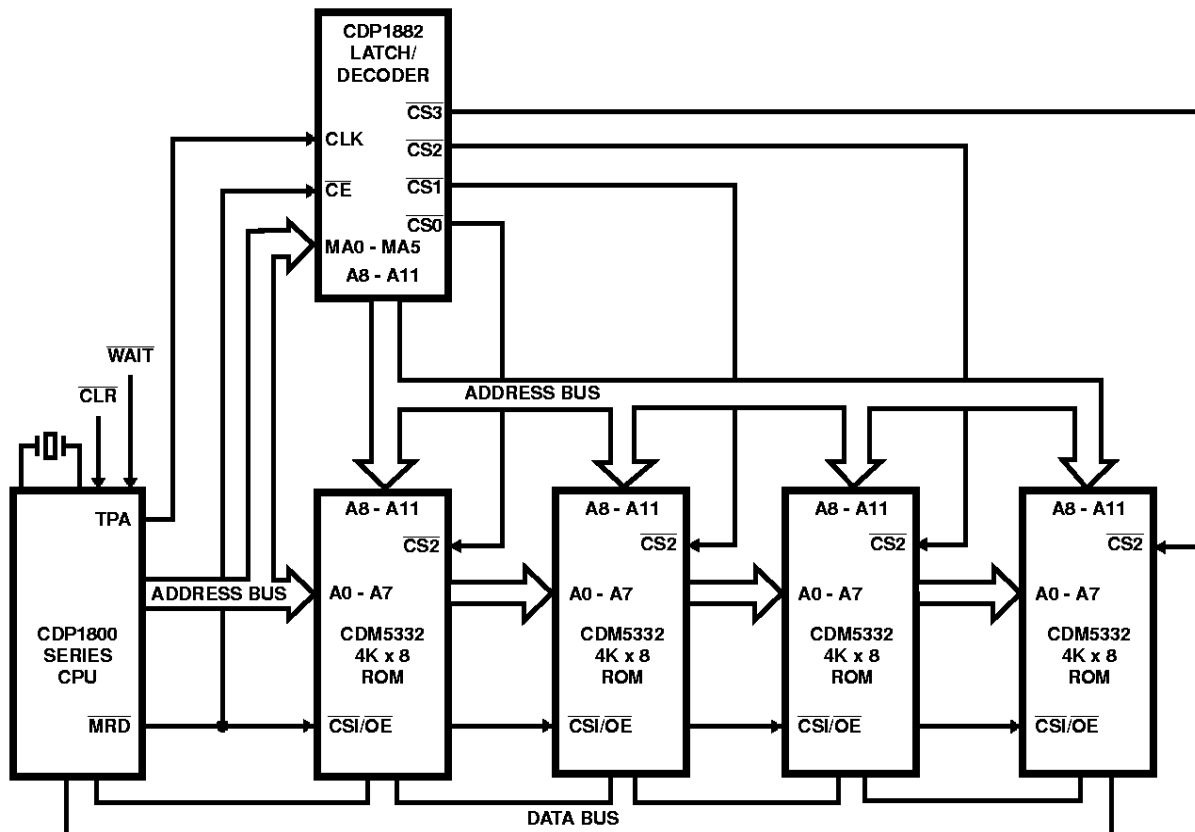 CDP1882
LATCH/
DECODER
CS3
CLK
CS2
CE
CS1
CS0
MA0 - MA5
A8 - A11
WAIT
CLR
ADDRESS BUS
TPA
ADDRESS BUS
CDP1800
SERIES
CPU
MRD
A8 - A11
CS2
A0 - A7
CDM5332
4K x 8
ROM
CSI/OE
A8 - A11
CS2
A0 - A7
CDM5332
4K x 8
ROM
CSI/OE
A8 - A11
CS2
A0 - A7
CDM5332
4K x 8
ROM
CSI/OE
A8 - A11
CS2
A0 - A7
CDM5332
4K x 8
ROM
CSI/OE
DATA BUS